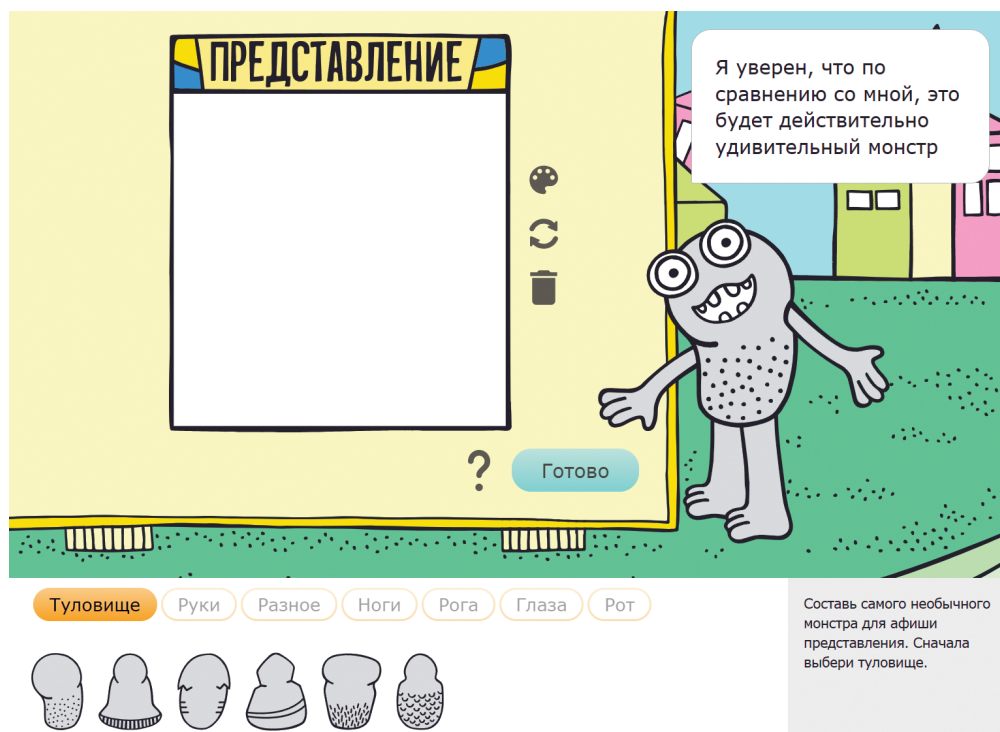 ПРЕДСТАВЛЕНИЕ
Я уверен, что по
сравнению со мной, это
будет действительно
удивительный монстр
?
Готово
Туловище Руки Разное Ноги Рога Глаза Рот
Составь самого необычного
монстра для афиши
представления. Сначала
выбери туловище.